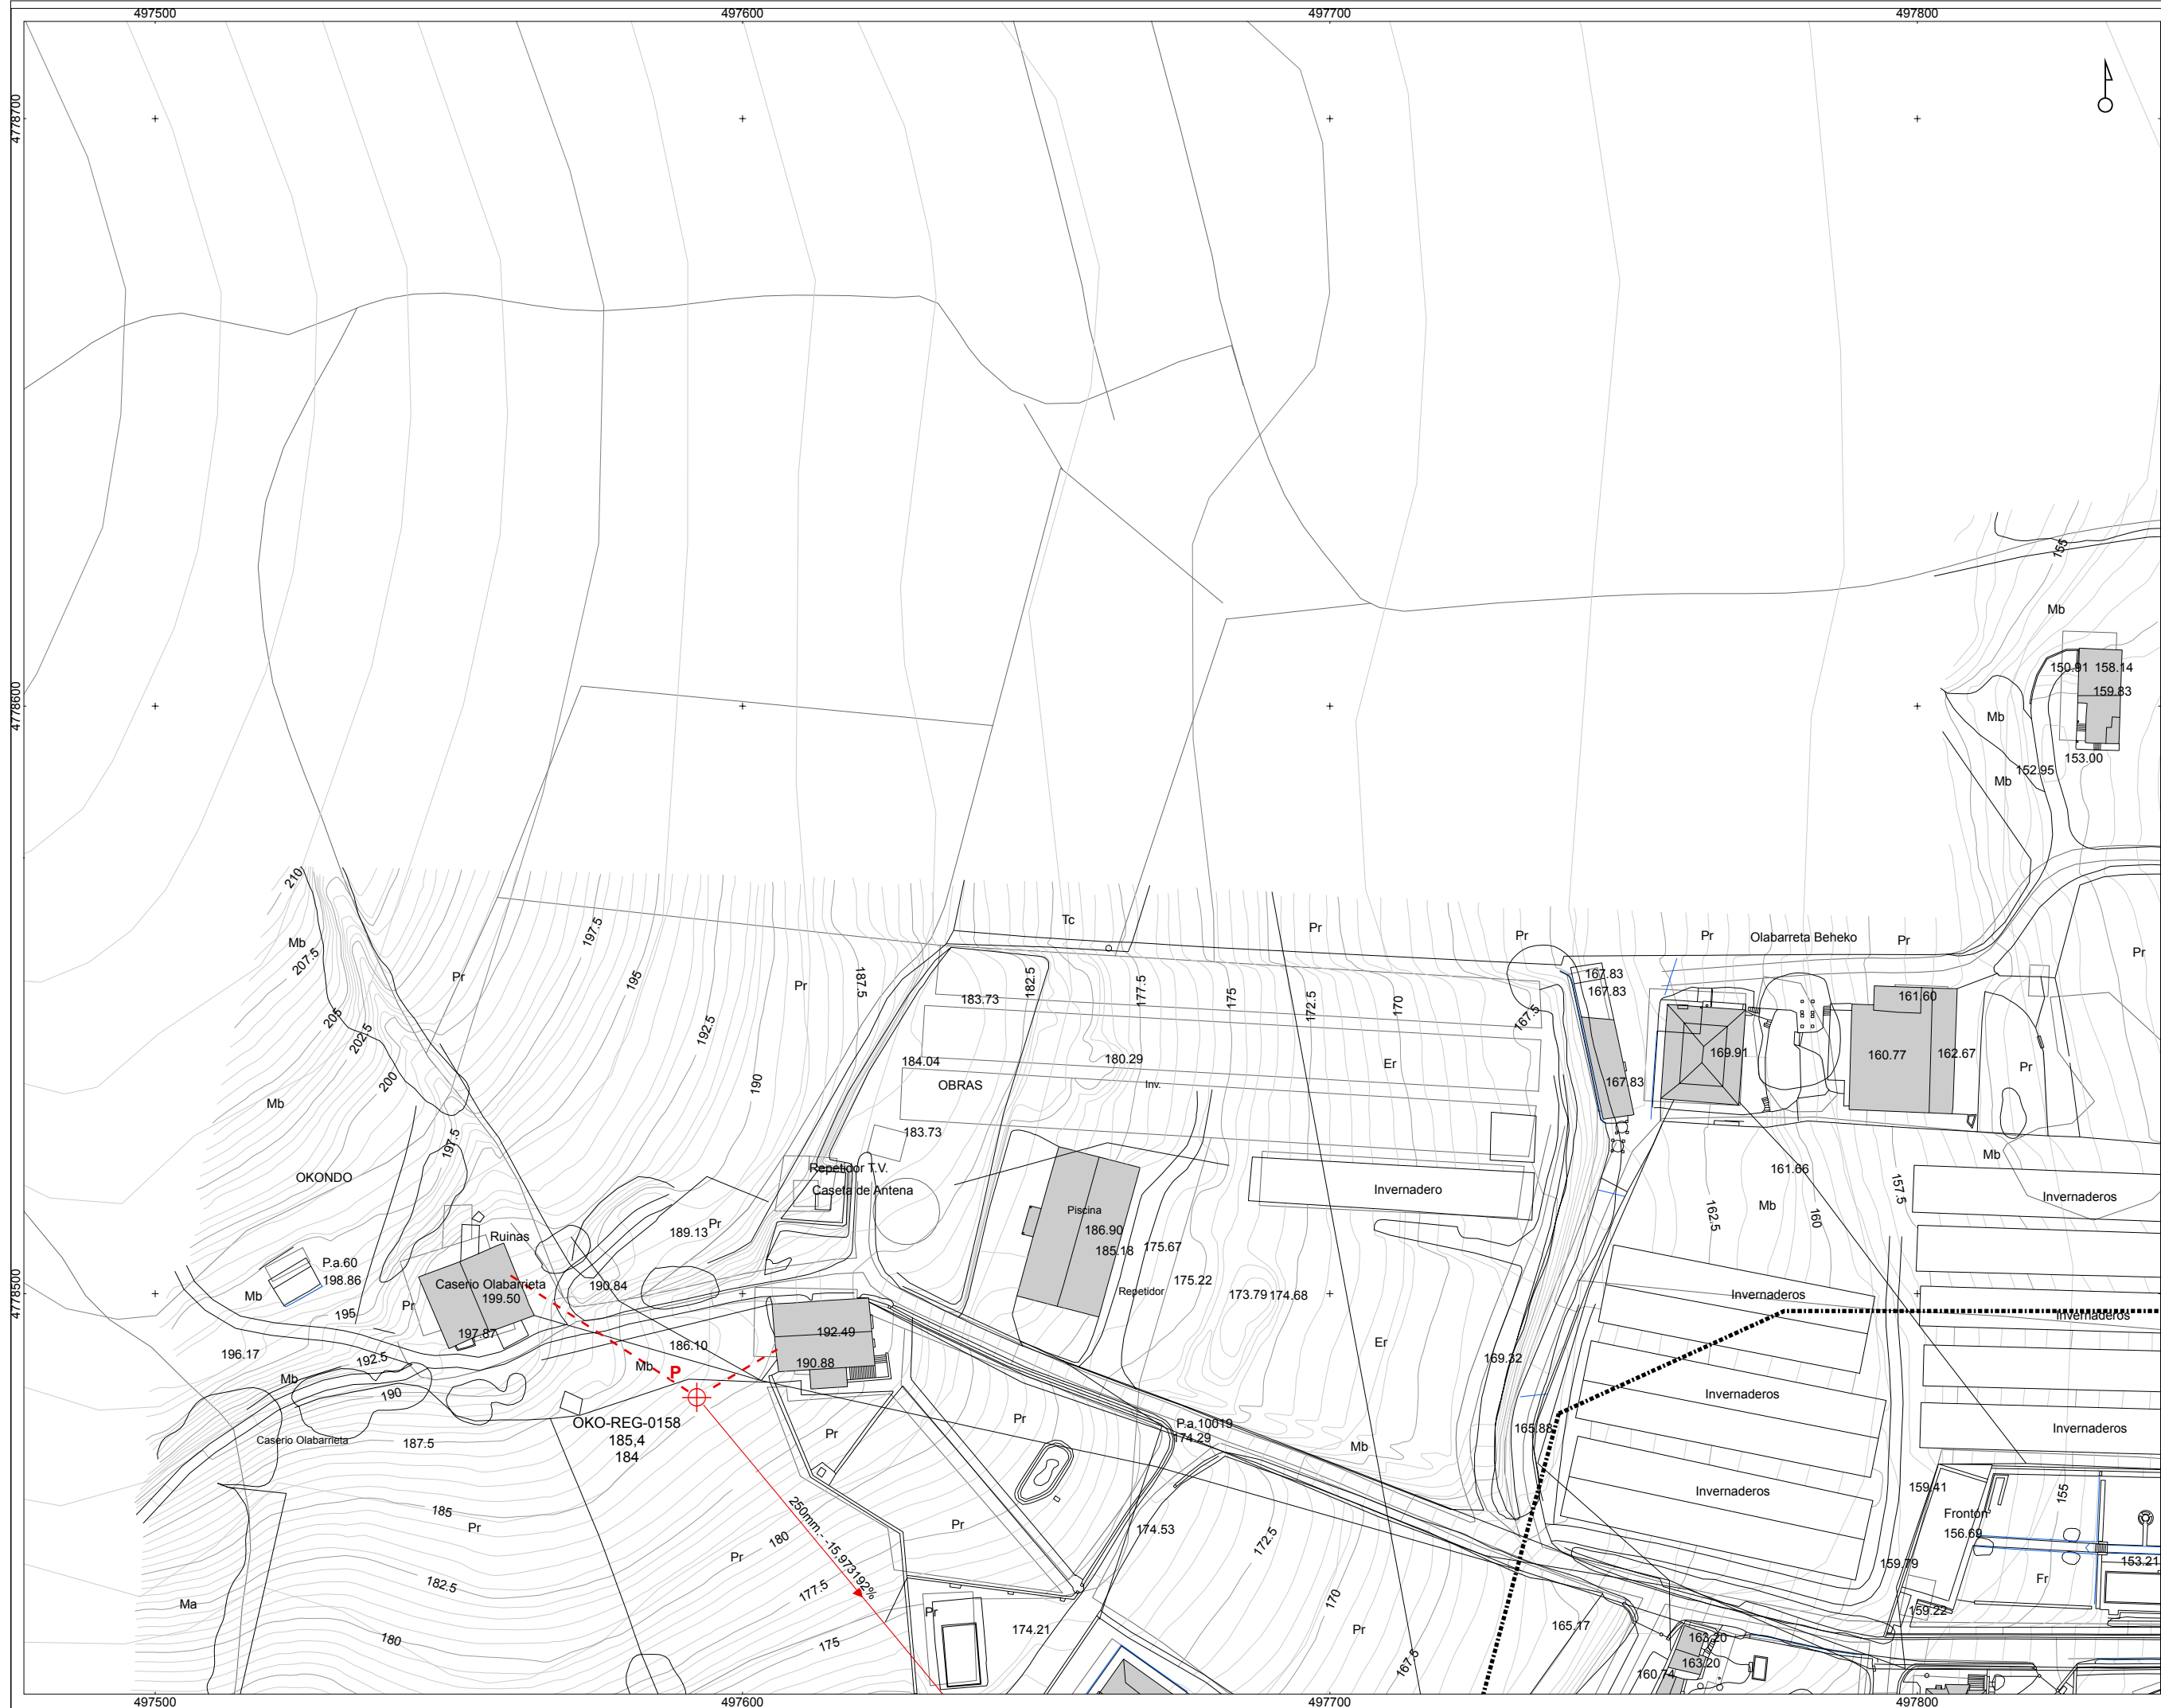 497500 497600 497700 497800
4778700
4778600
4778500
155
Mb
150.91 158.14
159.83
Mb
153.00
152.95
Mb
210
Mb
207.5
205
202.5
200
197.5
Pr
197.5
195
192.5
190
Pr
187.5
Tc
Pr
Pr
Pr
Olabarreta Beheko
Pr
Pr
183.73
182.5
177.5
175
172.5
170
167.5
167.83
167.83
161.60
184.04
180.29
Er
169.91
160.77
162.67
Pr
OBRAS
Inv.
167.83
Mb
183.73
Mb
OKONDO
Repetidor T.V.
Caseta de Antena
Invernadero
161.66
157.5
Invernaderos
Piscina
186.90
185.18
175.67
162.5
Mb
160
189.13
Pr
Ruinas
P.a.60
198.86
Mb
Caserio Olabarrieta
199.50
190.84
175.22
Repetidor
173.79
174.68
Invernaderos
Invernaderos
195
Pr
197.87
192.49
186.10
190.88
Er
169.32
196.17
192.5
Mb
P
Mb
190
Invernaderos
OKO-REG-0158
185,4
184
Caserio Olabarrieta
187.5
Pr
Pr
P.a.10019
174.29
Mb
165.88
Invernaderos
Invernaderos
159.41
155
250mm.- -15.973192%
185
Pr
180
Pr
Pr
174.53
172.5
Frontón
156.69
159.79
153.21
182.5
177.5
Ma
170
Fr
159.22
Pr
180
175
174.21
Pr
165.17
167.5
163.20
163.20
160.74
497500 497600 497700 497800